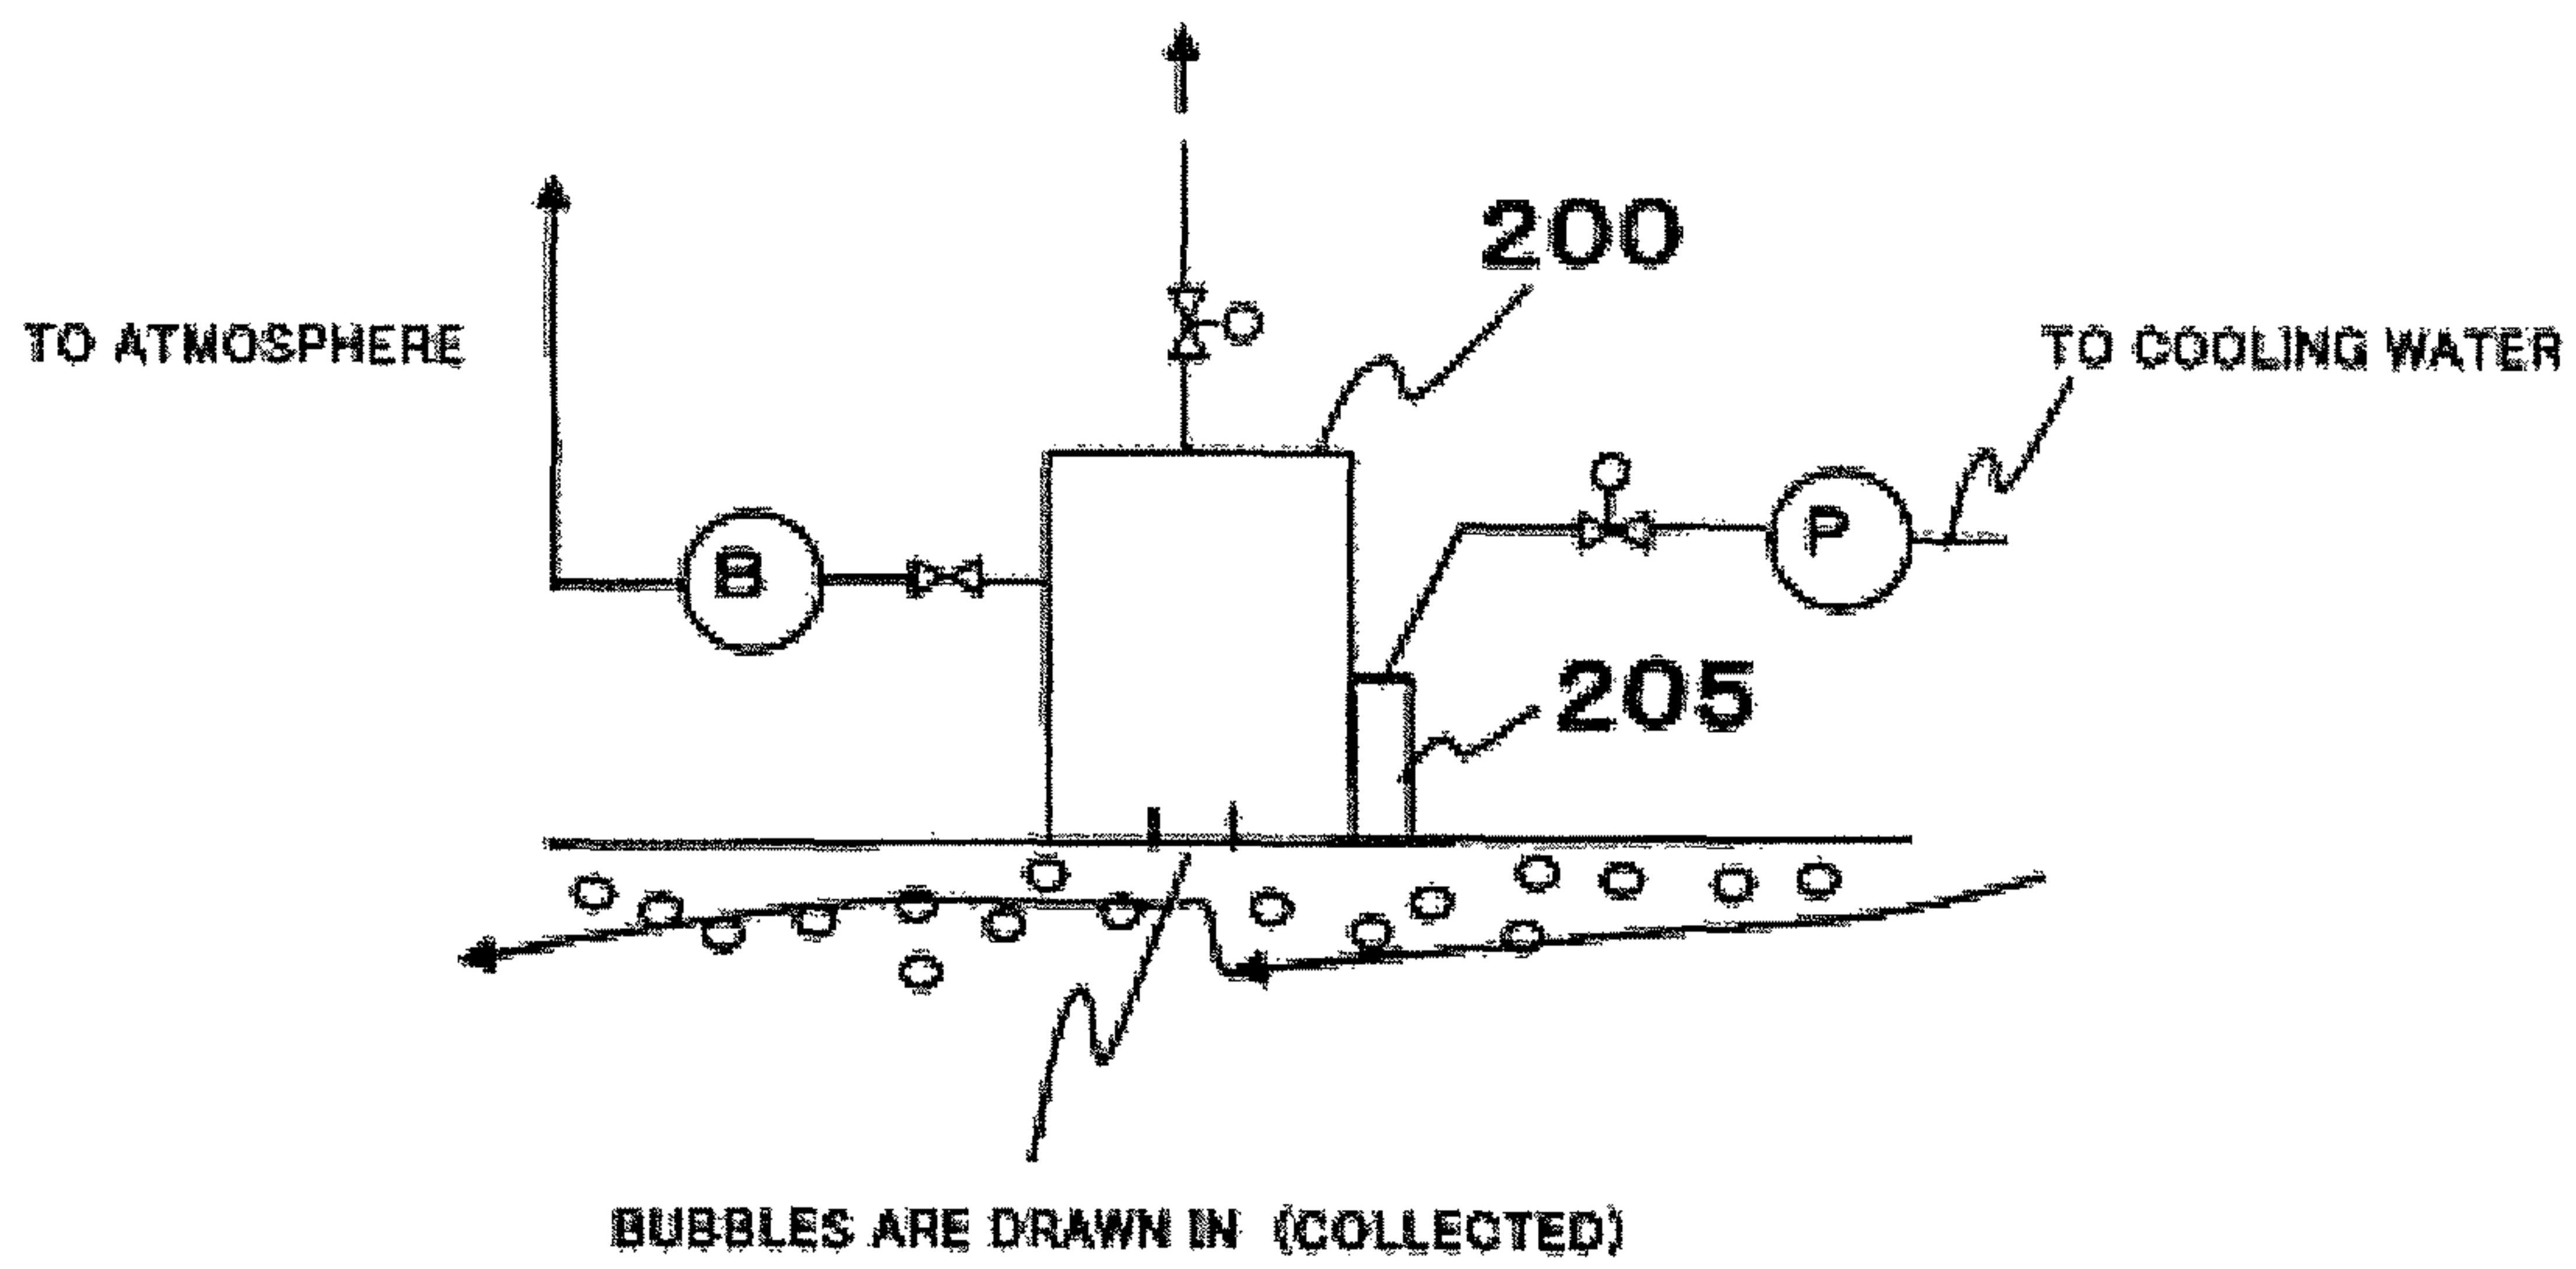 200
TO ATMOSPHERE
TO COOLING WATER
B
P
205
BUBBLES ARE DRAWN IN (COLLECTED)